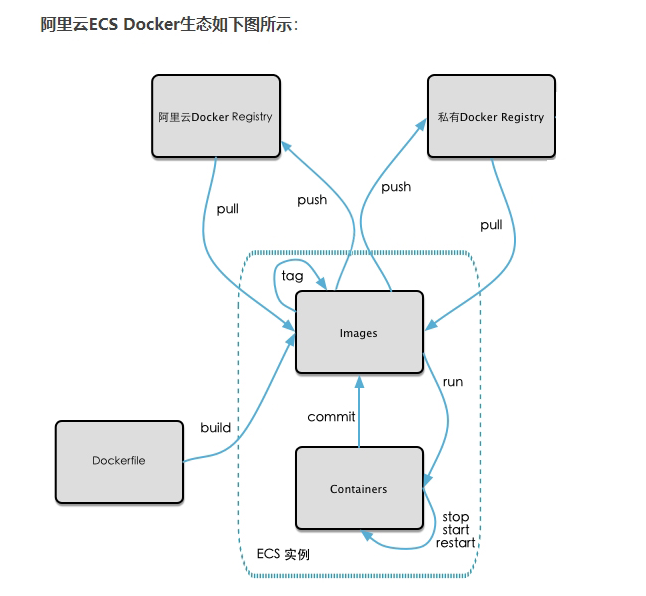 阿里云ECS Docker生态如下图所示：
阿里云Docker Registry
私有Docker Registry
pull
push
push
pull
tag
Images
run
commit
build
Dockerfile
Containers
stop
start
restart
ECS 实例